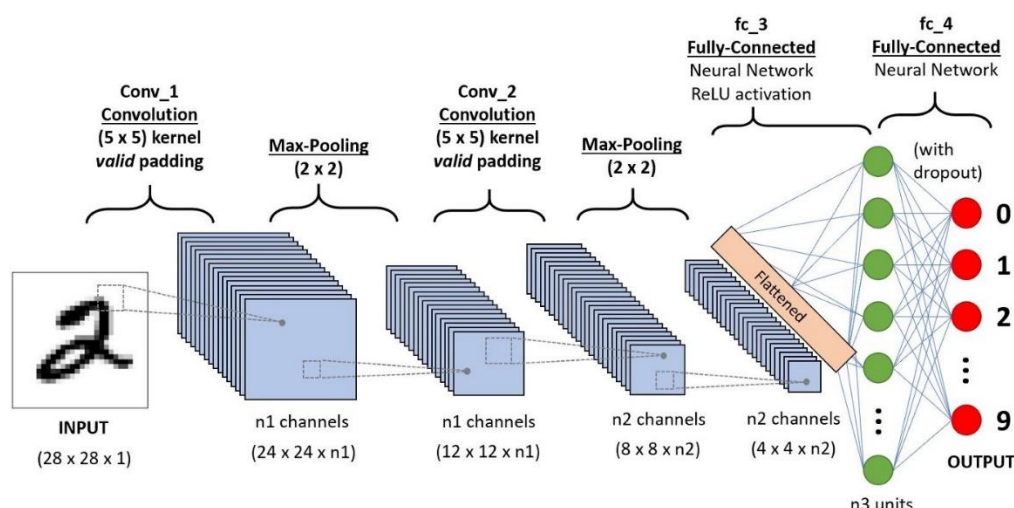 fc_3
Fully-Connected
Neural Network
ReLU activation
fc_4
Fully-Connected
Neural Network
Conv_1
Convolution
(5 x 5) kernel
valid padding
Max-Pooling
(2 x 2)
Conv_2
Convolution
(5 x 5) kernel
valid padding
Max-Pooling
(2 x 2)
(with
dropout)
Flattened
0
1
2
9
INPUT
(28 x 28 x 1)
n1 channels
(24 x 24 x n1)
n1 channels
(12 x 12 x n1)
n2 channels
(8 x 8 x n2)
n2 channels
(4 x 4 x n2)
OUTPUT
n3 units
2